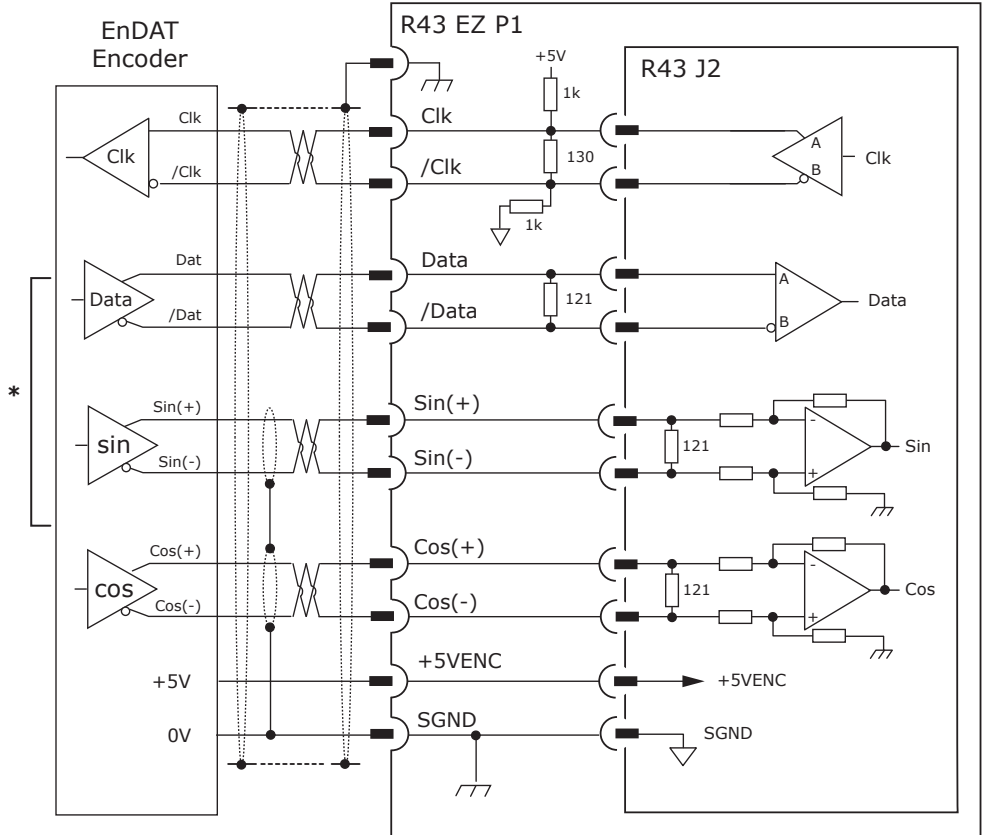 EnDAT
Encoder
R43 EZ P1
R43 J2
+5V
1k
Clk
Clk
Clk
/Clk
/Clk
130
1k
A
B
Clk
Dat
Data
Data
/Dat
/Data
121
A
B
Data
*
Sin(+)
Sin(+)
sin
Sin(-)
Sin(-)
121
-
+
Sin
Cos(+)
Cos(+)
cos
Cos(-)
Cos(-)
121
-
+
Cos
+5V
+5VENC
+5VENC
0V
SGND
SGND